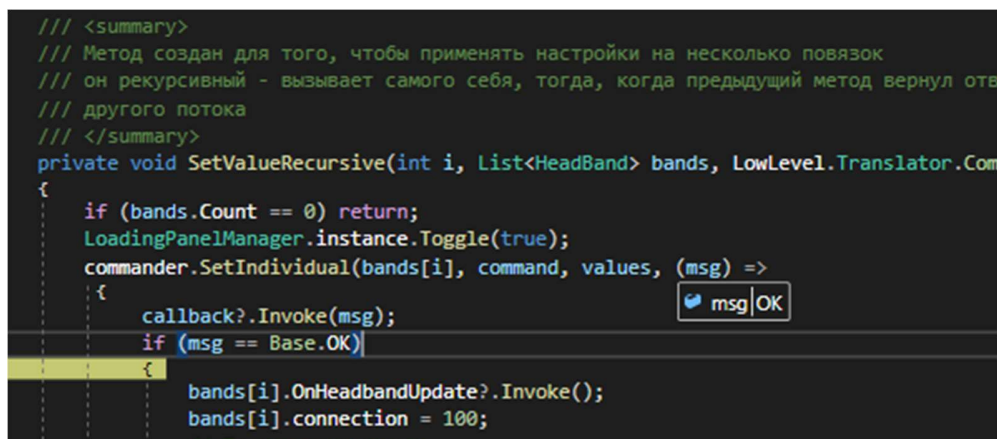 /// <summary>
/// Метод создан для того, чтобы применять настройки на несколько повязок
/// он рекурсивный - вызывает самого себя, тогда, когда предыдущий метод вернул отв
/// другого потока
/// </summary>
private void SetValueRecursive(int i, List<HeadBand> bands, LowLevel.Translator.Com
{
if (bands.Count == 0) return;
LoadingPanelManager.instance.Toggle(true);
commander.SetIndividual(bands[i], command, values, (msg) =>
{
msg|OK
callback?.Invoke(msg);
if (msg == Base.OK)
{
bands[i].OnHeadbandUpdate?.Invoke();
bands[i].connection = 100;